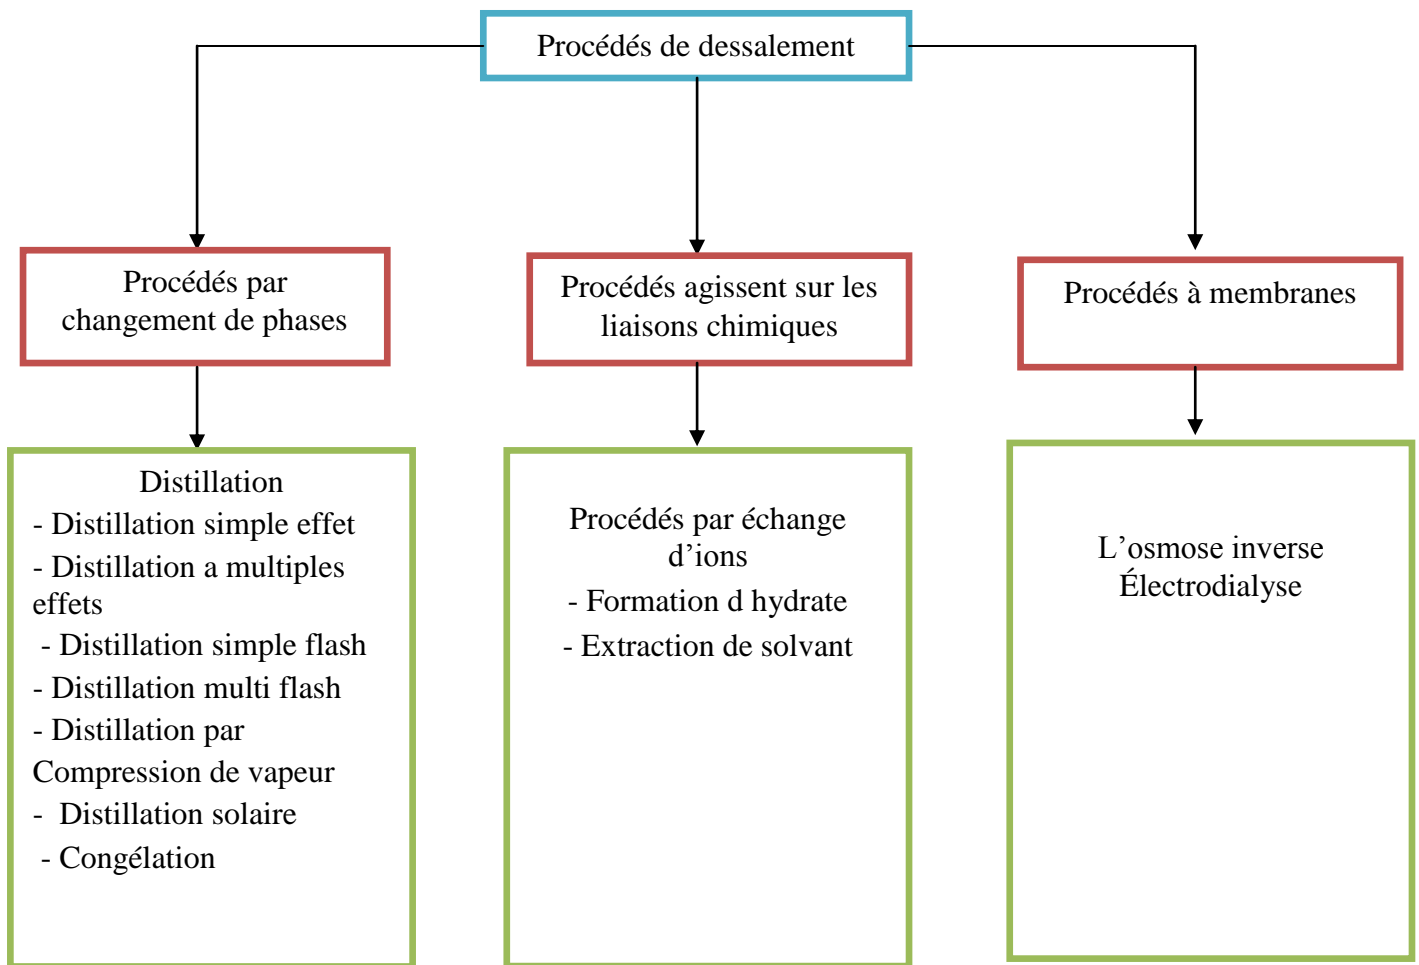 Procédés de dessalement
Procédés par
changement de phases
Procédés agissent sur les
liaisons chimiques
Procédés à membranes
Distillation
- Distillation simple effet
- Distillation a multiples
effets
- Distillation simple flash
- Distillation multi flash
- Distillation par
Compression de vapeur
- Distillation solaire
- Congélation
Procédés par échange
d’ions
- Formation d hydrate
- Extraction de solvant
L’osmose inverse
Électrodialyse